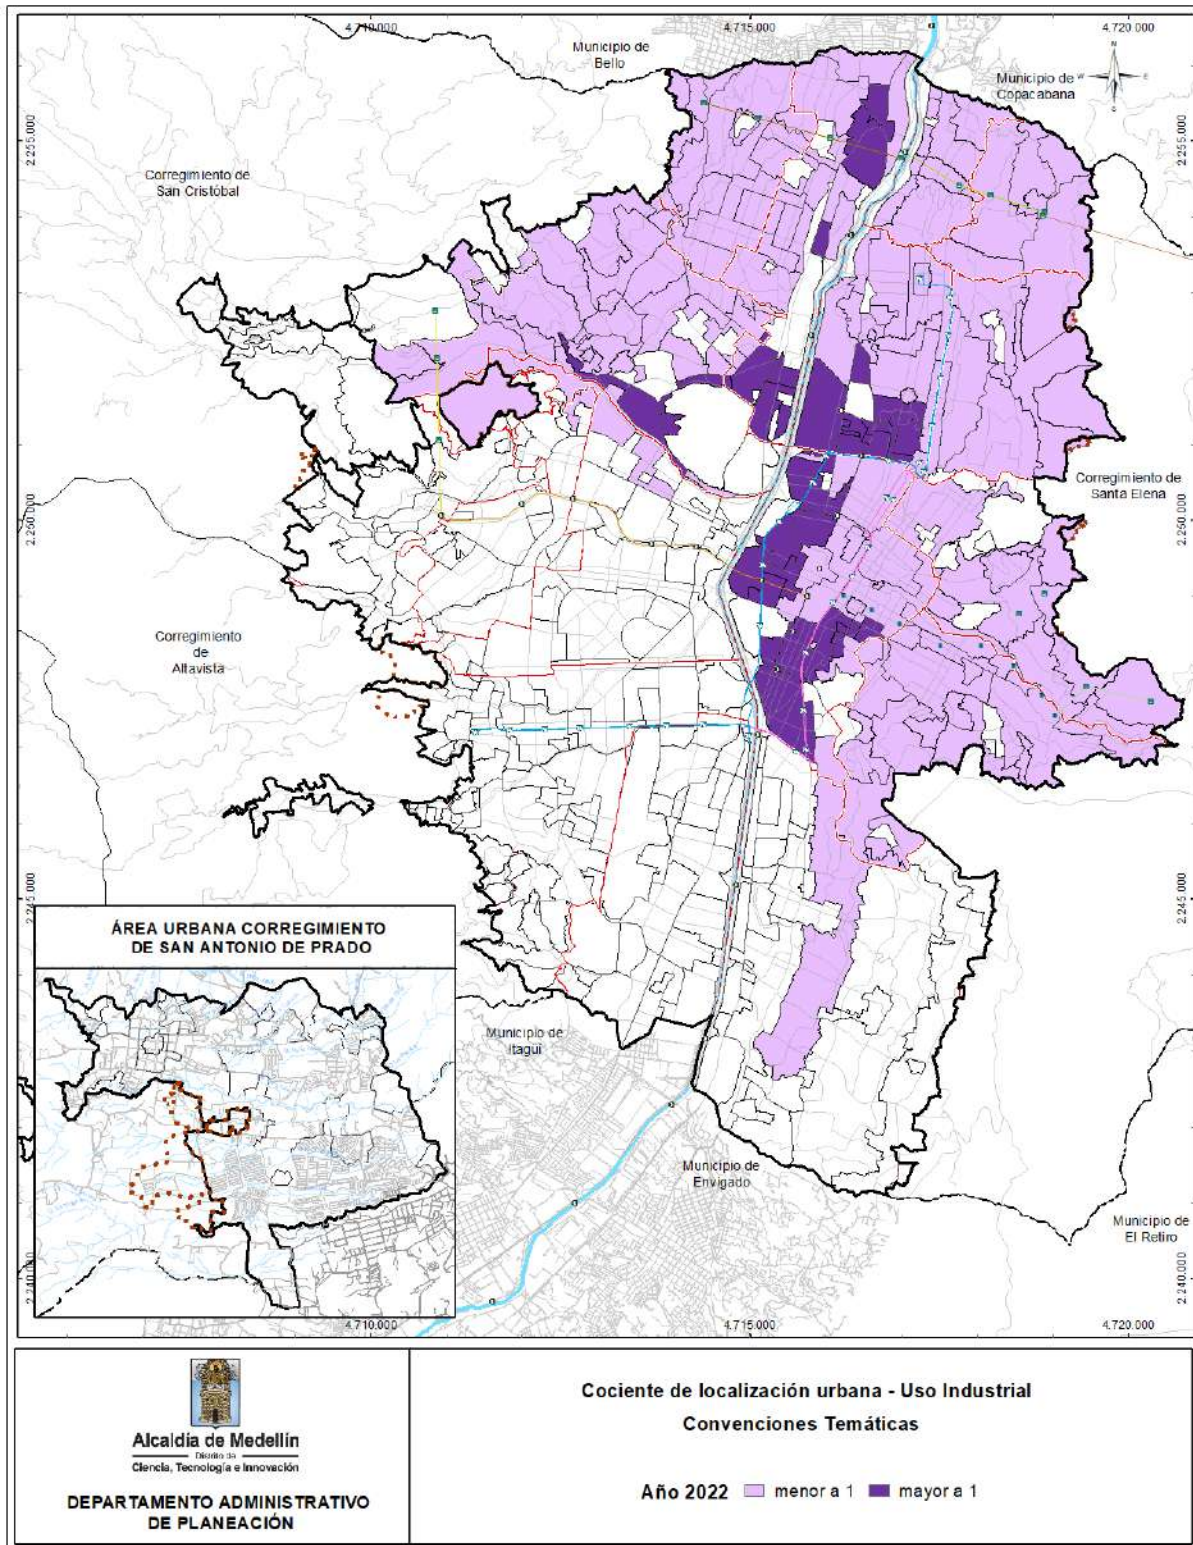 4.710.000
4.715.000
4.720.000
Municipio de
Bello
Municipio de
Copacabana
N
W
E
S
2.255.000
2.255.000
Corregimiento de
San Cristóbal
Corregimiento de
Santa Elena
2.260.000
2.260.000
Corregimiento
de
Altavista
2.245.000
2.245.000
ÁREA URBANA CORREGIMIENTO
DE SAN ANTONIO DE PRADO
Municipio de
Itagüí
Municipio de
Envigado
Municipio de
El Retiro
2.240.000
2.240.000
4.710.000
4.715.000
4.720.000
Alcaldía de Medellín
Distrito de
Ciencia, Tecnología e Innovación
DEPARTAMENTO ADMINISTRATIVO
DE PLANEACIÓN
Cociente de localización urbana - Uso Industrial
Convenciones Temáticas
Año 2022 menor a 1 mayor a 1